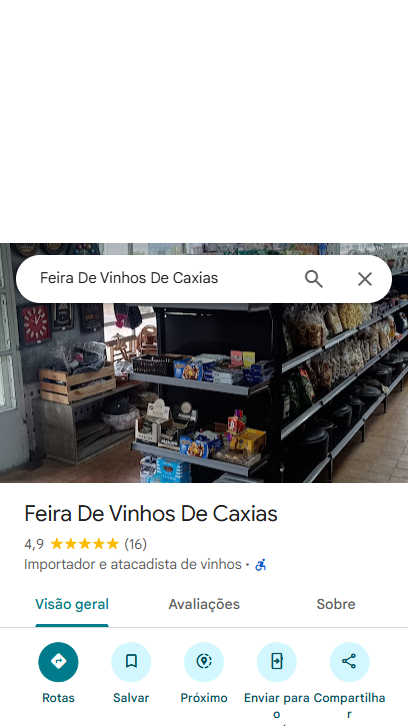 Feira De Vinhos De Caxias
Feira De Vinhos De Caxias
4,9 (16)
Importador e atacadista de vinhos ·
Visão geral Avaliações Sobre
Rotas Salvar Próximo Enviar para o Compartilhar